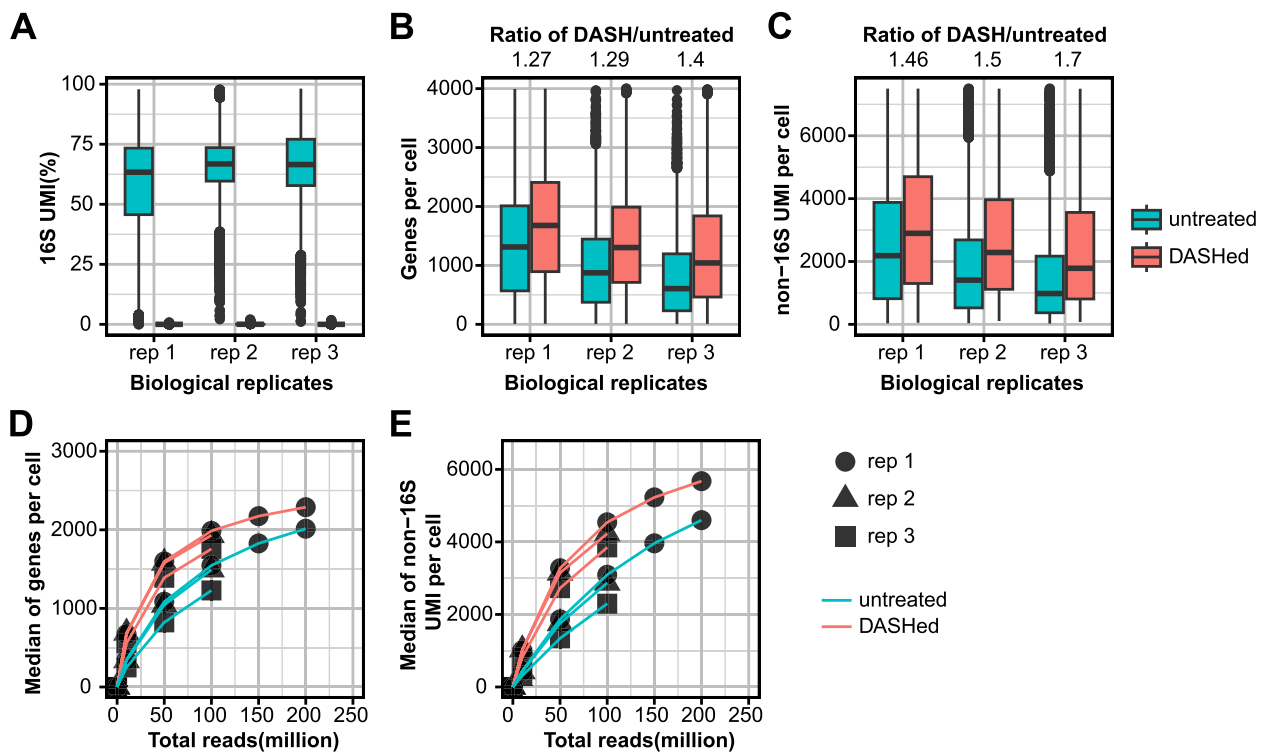 A
100
75
50
25
0
16S UMI(%)
rep 1 rep 2 rep 3
Biological replicates
B
Ratio of DASH/untreated
1.27 1.29 1.4
4000
3000
2000
1000
0
Genes per cell
rep 1 rep 2 rep 3
Biological replicates
C
Ratio of DASH/untreated
1.46 1.5 1.7
6000
4000
2000
0
non−16S UMI per cell
rep 1 rep 2 rep 3
Biological replicates
untreated
DASHed
D
3000
2000
1000
0
Median of genes per cell
0 50 100 150 200 250
Total reads(million)
E
6000
4000
2000
0
Median of non−16S
UMI per cell
0 50 100 150 200 250
Total reads(million)
rep 1
rep 2
rep 3
untreated
DASHed